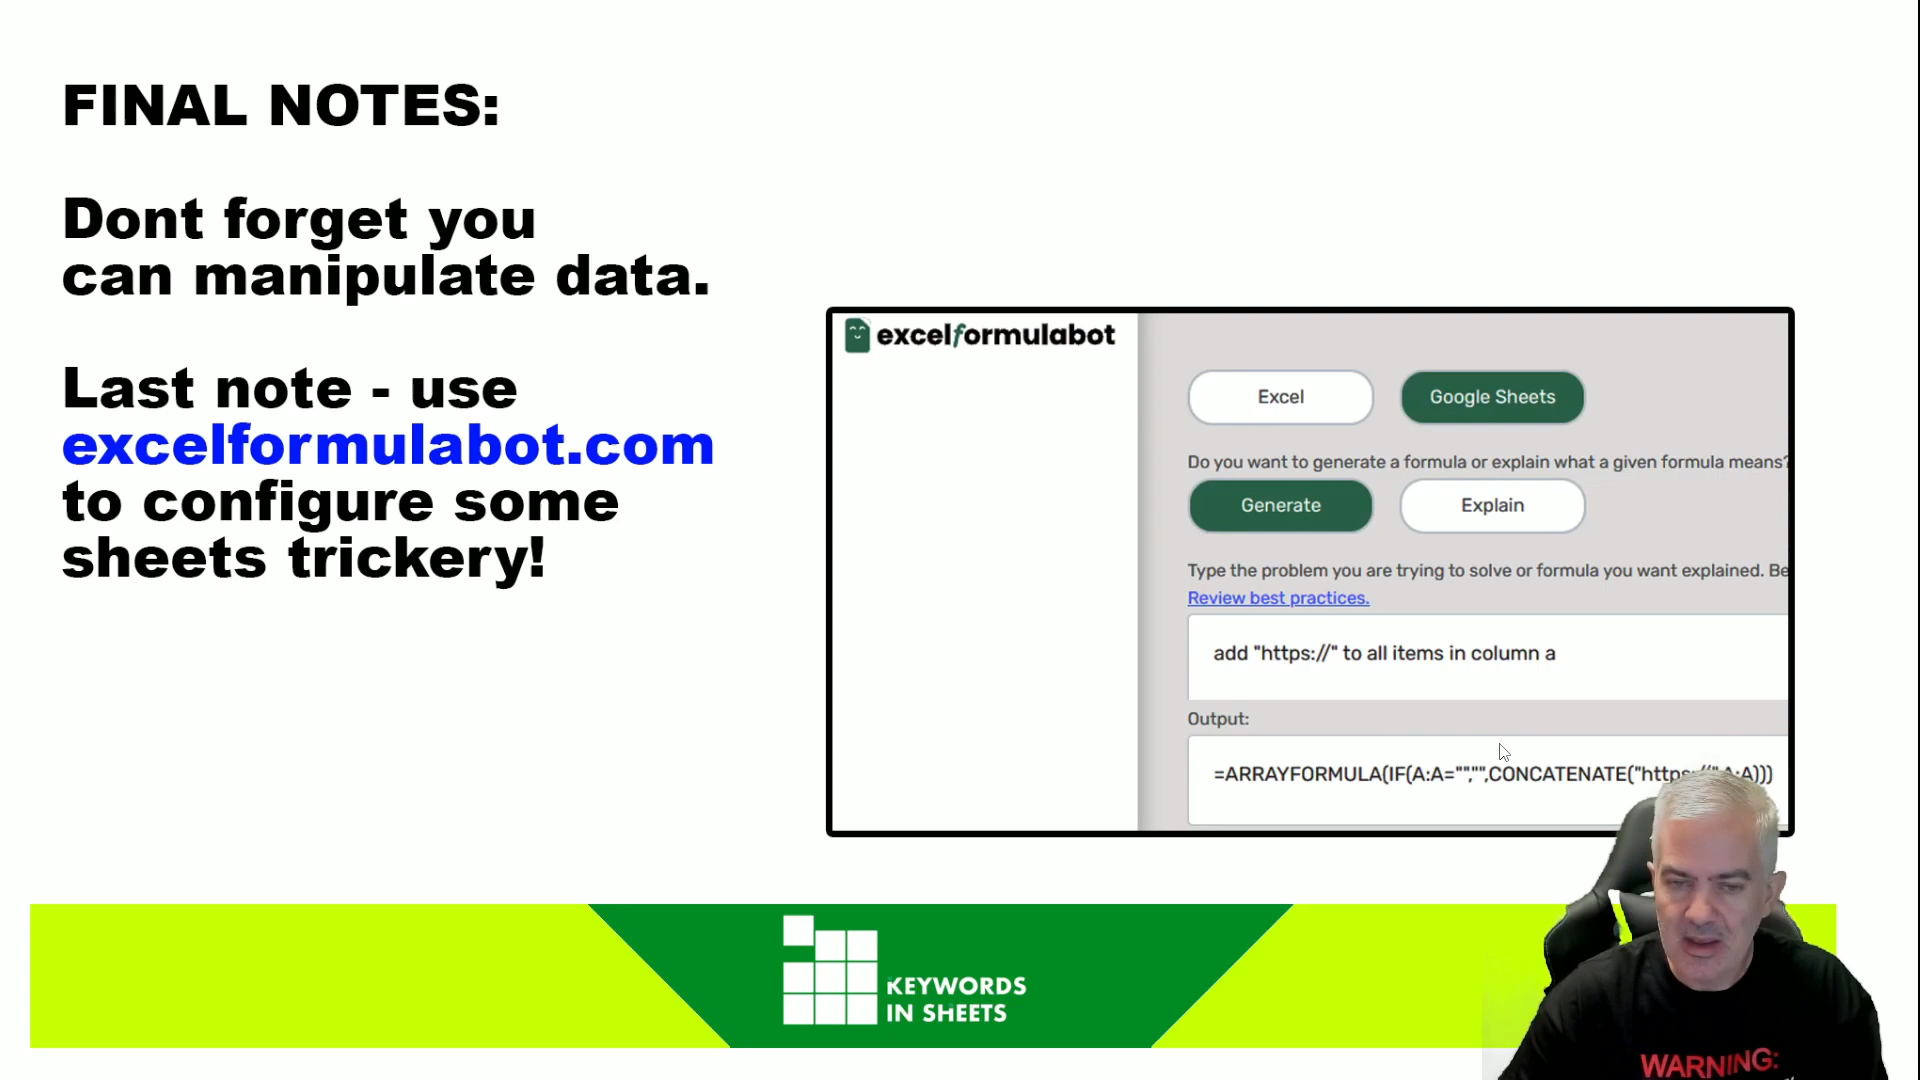 FINAL NOTES:
Dont forget you
can manipulate data.
Last note - use
excelformulabot.com
to configure some
sheets trickery!
excelformulabot
Excel
Google Sheets
Do you want to generate a formula or explain what a given formula means?
Generate
Explain
Type the problem you are trying to solve or formula you want explained. Be
Review best practices.
add "https://" to all items in column a
Output:
=ARRAYFORMULA(IF(A:A="","",CONCATENATE("https://",A:A)))
KEYWORDS
IN SHEETS
WARNING: